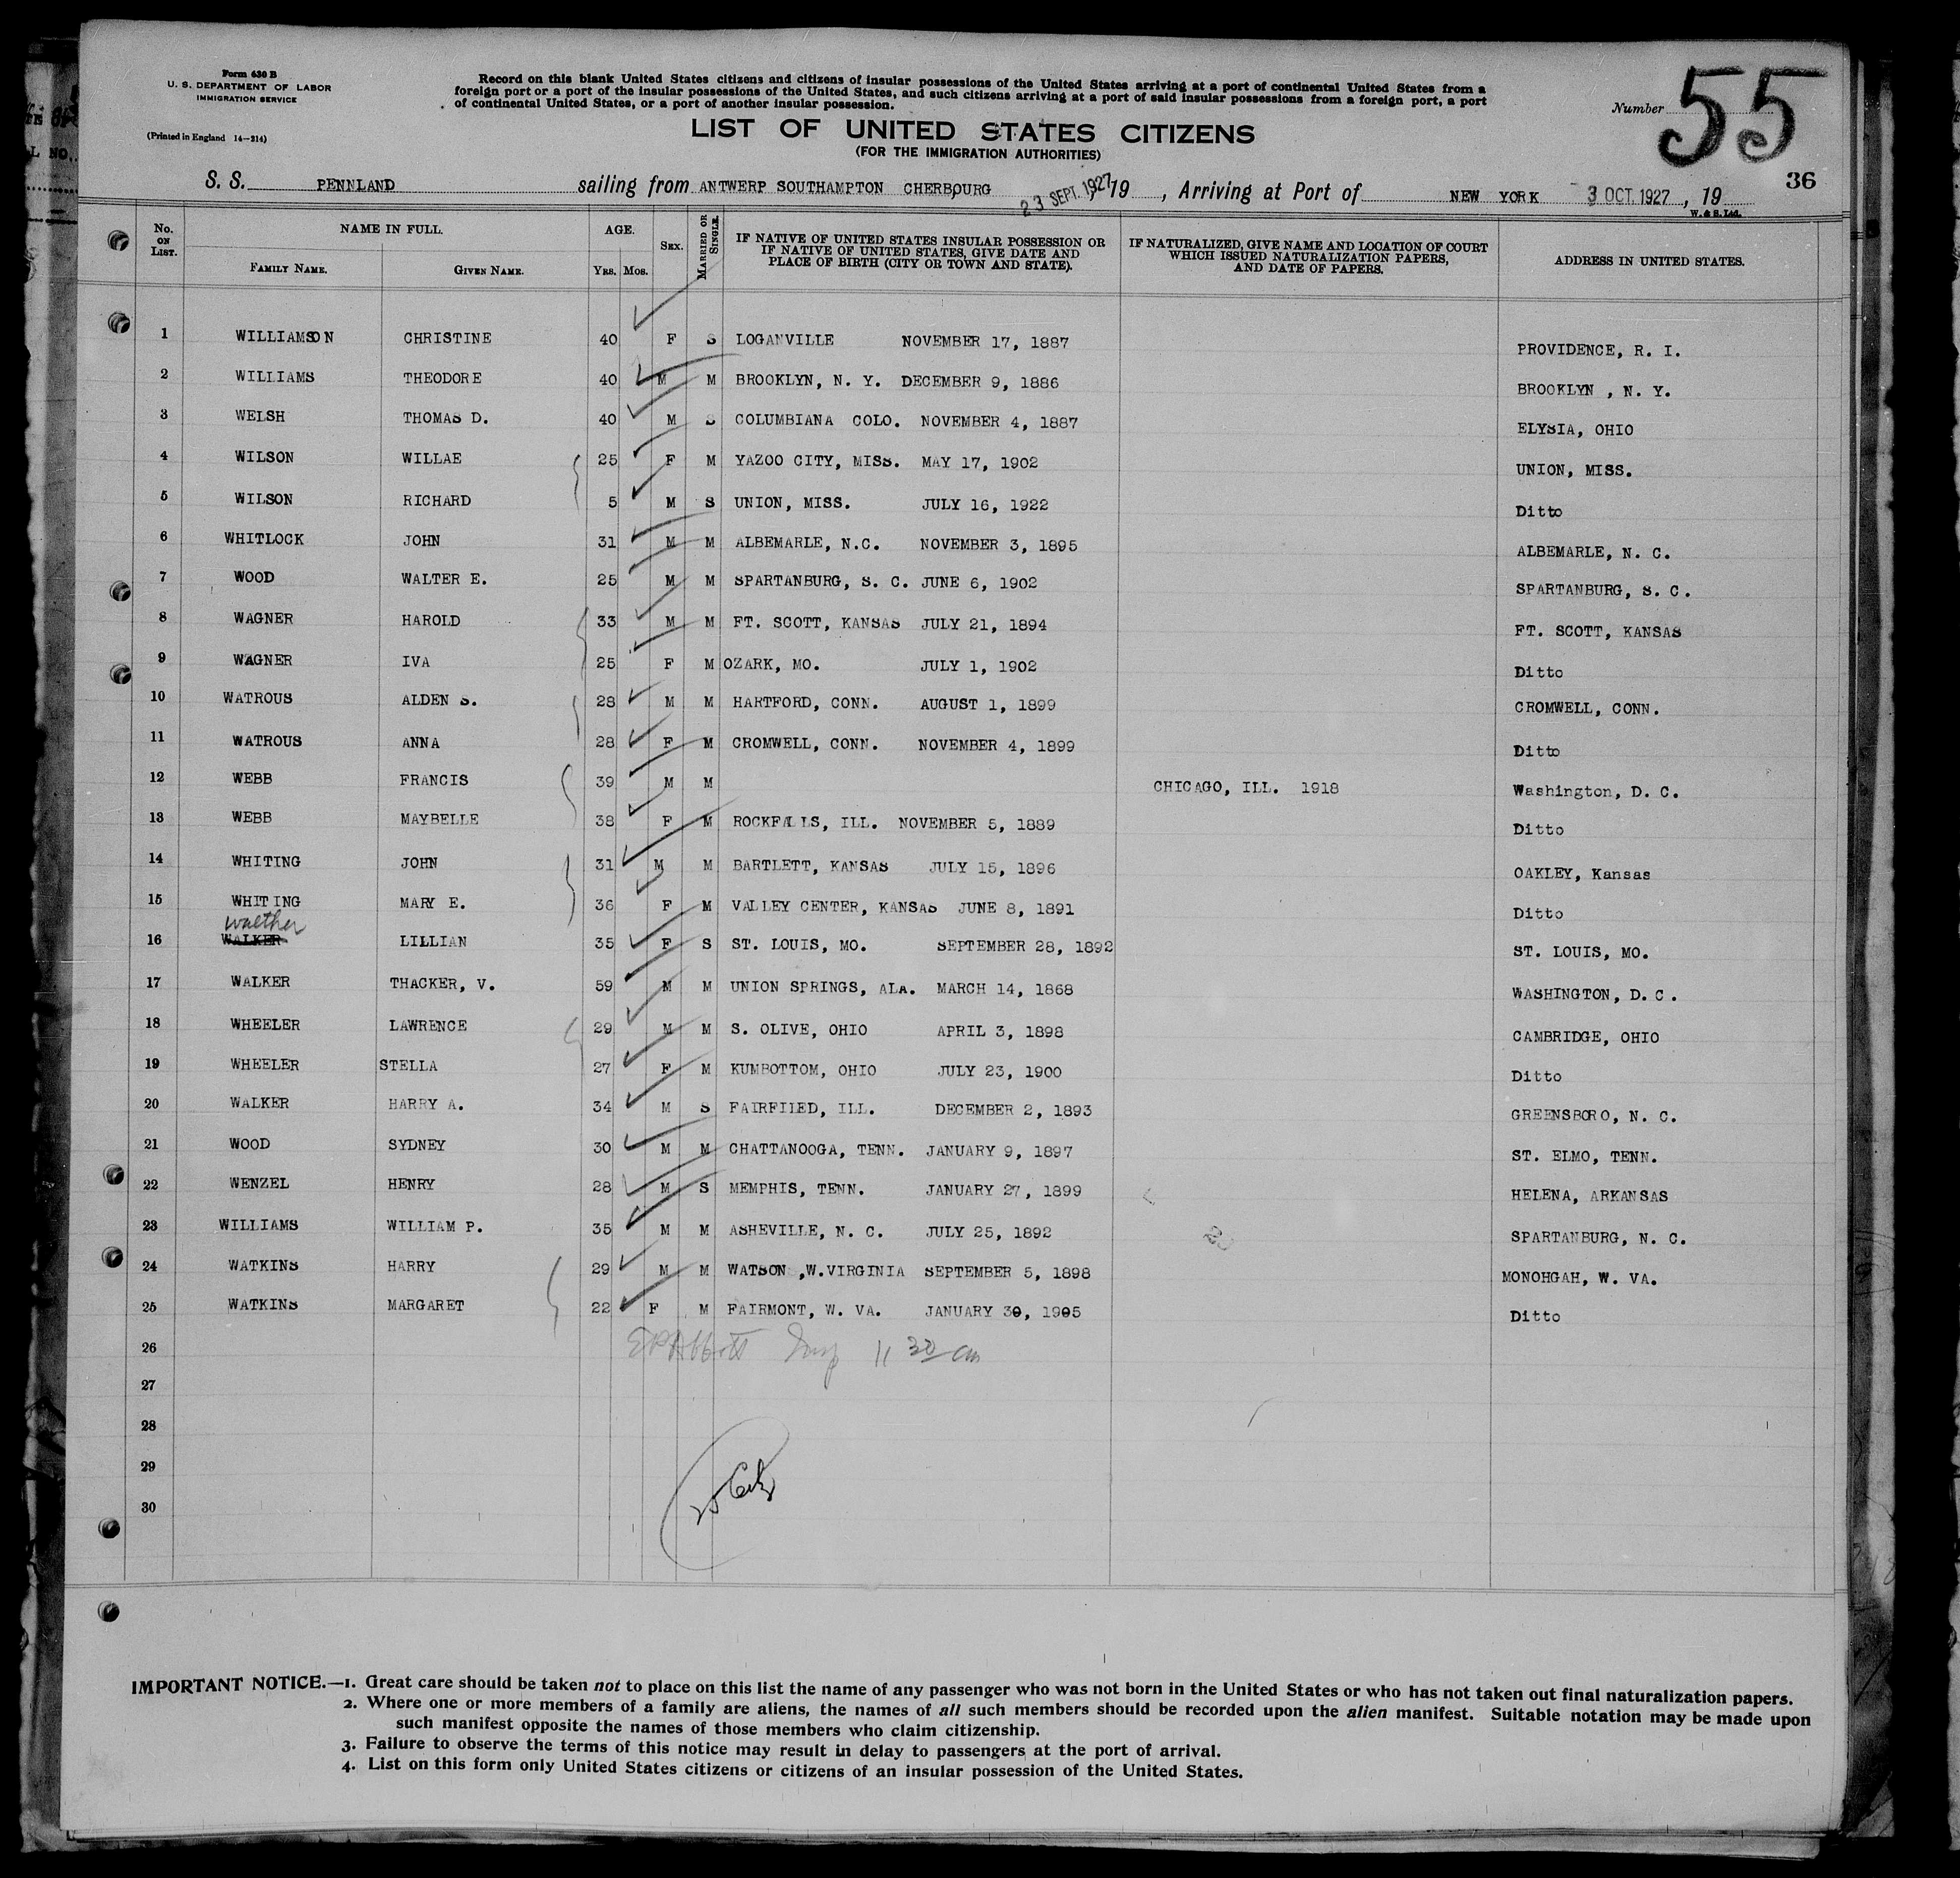 Form 630 B
U. S. DEPARTMENT OF LABOR
IMMIGRATION SERVICE
(Printed in England 14—214)
Record on this blank United States citizens and citizens of insular possessions of the United States arriving at a port of continental United States from a
foreign port or a port of the insular possessions of the United States, and such citizens arriving at a port of said insular possessions from a foreign port, a port
of continental United States, or a port of another insular possession.
Number 55
LIST OF UNITED STATES CITIZENS
(FOR THE IMMIGRATION AUTHORITIES)
36
S. S. PENNLAND sailing from ANTWERP SOUTHAMPTON CHERBOURG 23 SEPT. 1927 19 , Arriving at Port of NEW YORK 3 OCT. 1927 , 19
W. & S. Ltd.
No. ON LIST. NAME IN FULL. FAMILY NAME. GIVEN NAME. AGE. YRS. MOS. SEX. MARRIED OR SINGLE. IF NATIVE OF UNITED STATES INSULAR POSSESSION OR IF NATIVE OF UNITED STATES, GIVE DATE AND PLACE OF BIRTH (CITY OR TOWN AND STATE). IF NATURALIZED, GIVE NAME AND LOCATION OF COURT WHICH ISSUED NATURALIZATION PAPERS, AND DATE OF PAPERS. ADDRESS IN UNITED STATES.
1 WILLIAMSON CHRISTINE 40 F S LOGANVILLE NOVEMBER 17, 1887 PROVIDENCE, R. I.
2 WILLIAMS THEODORE 40 M M BROOKLYN, N. Y. DECEMBER 9, 1886 BROOKLYN , N. Y.
3 WELSH THOMAS D. 40 M S COLUMBIANA COLO. NOVEMBER 4, 1887 ELYSIA, OHIO
4 WILSON WILLAE 25 F M YAZOO CITY, MISS. MAY 17, 1902 UNION, MISS.
5 WILSON RICHARD 5 M S UNION, MISS. JULY 16, 1922 Ditto
6 WHITLOCK JOHN 31 M M ALBEMARLE, N.C. NOVEMBER 3, 1895 ALBEMARLE, N. C.
7 WOOD WALTER E. 25 M M SPARTANBURG, S. C. JUNE 6, 1902 SPARTANBURG, S. C.
8 WAGNER HAROLD 33 M M FT. SCOTT, KANSAS JULY 21, 1894 FT. SCOTT, KANSAS
9 WAGNER IVA 25 F M OZARK, MO. JULY 1, 1902 Ditto
10 WATROUS ALDEN S. 28 M M HARTFORD, CONN. AUGUST 1, 1899 CROMWELL, CONN.
11 WATROUS ANNA 28 F M CROMWELL, CONN. NOVEMBER 4, 1899 Ditto
12 WEBB FRANCIS 39 M M CHICAGO, ILL. 1918 Washington, D. C.
13 WEBB MAYBELLE 38 F M ROCKFALLS, ILL. NOVEMBER 5, 1889 Ditto
14 WHITING JOHN 31 M M BARTLETT, KANSAS JULY 15, 1896 OAKLEY, Kansas
15 WHITING MARY E. 36 F M VALLEY CENTER, KANSAS JUNE 8, 1891 Ditto
Walther
16 WALKER LILLIAN 35 F S ST. LOUIS, MO. SEPTEMBER 28, 1892 ST. LOUIS, MO.
17 WALKER THACKER, V. 59 M M UNION SPRINGS, ALA. MARCH 14, 1868 WASHINGTON, D. C.
18 WHEELER LAWRENCE 29 M M S. OLIVE, OHIO APRIL 3, 1898 CAMBRIDGE, OHIO
19 WHEELER STELLA 27 F M KUMBOTTOM, OHIO JULY 23, 1900 Ditto
20 WALKER HARRY A. 34 M S FAIRFILED, ILL. DECEMBER 2, 1893 GREENSBORO, N. C.
21 WOOD SYDNEY 30 M M CHATTANOOGA, TENN. JANUARY 9, 1897 ST. ELMO, TENN.
22 WENZEL HENRY 28 M S MEMPHIS, TENN. JANUARY 27, 1899 HELENA, ARKANSAS
23 WILLIAMS WILLIAM P. 35 M M ASHEVILLE, N. C. JULY 25, 1892 SPARTANBURG, N. C.
24 WATKINS HARRY 29 M M WATSON ,W.VIRGINIA SEPTEMBER 5, 1898 MONOHGAH, W. VA.
25 WATKINS MARGARET 22 F M FAIRMONT, W. VA. JANUARY 30, 1905 Ditto
26 11 30 am
27
28
29
30
IMPORTANT NOTICE.—1. Great care should be taken not to place on this list the name of any passenger who was not born in the United States or who has not taken out final naturalization papers.
2. Where one or more members of a family are aliens, the names of all such members should be recorded upon the alien manifest. Suitable notation may be made upon
such manifest opposite the names of those members who claim citizenship.
3. Failure to observe the terms of this notice may result in delay to passengers at the port of arrival.
4. List on this form only United States citizens or citizens of an insular possession of the United States.